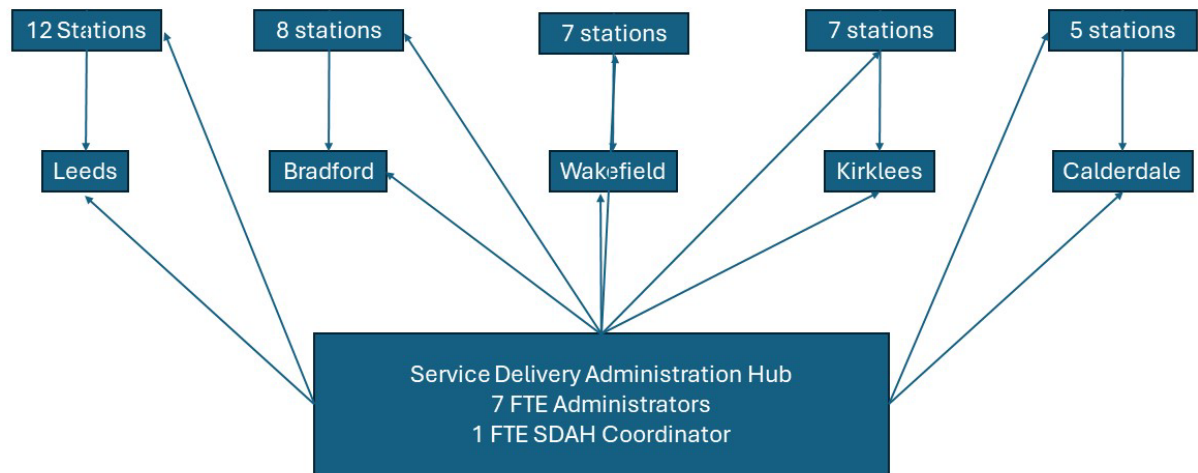 12 Stations
8 stations
7 stations
7 stations
5 stations
Leeds
Bradford
Wakefield
Kirklees
Calderdale
Service Delivery Administration Hub
7 FTE Administrators
1 FTE SDAH Coordinator